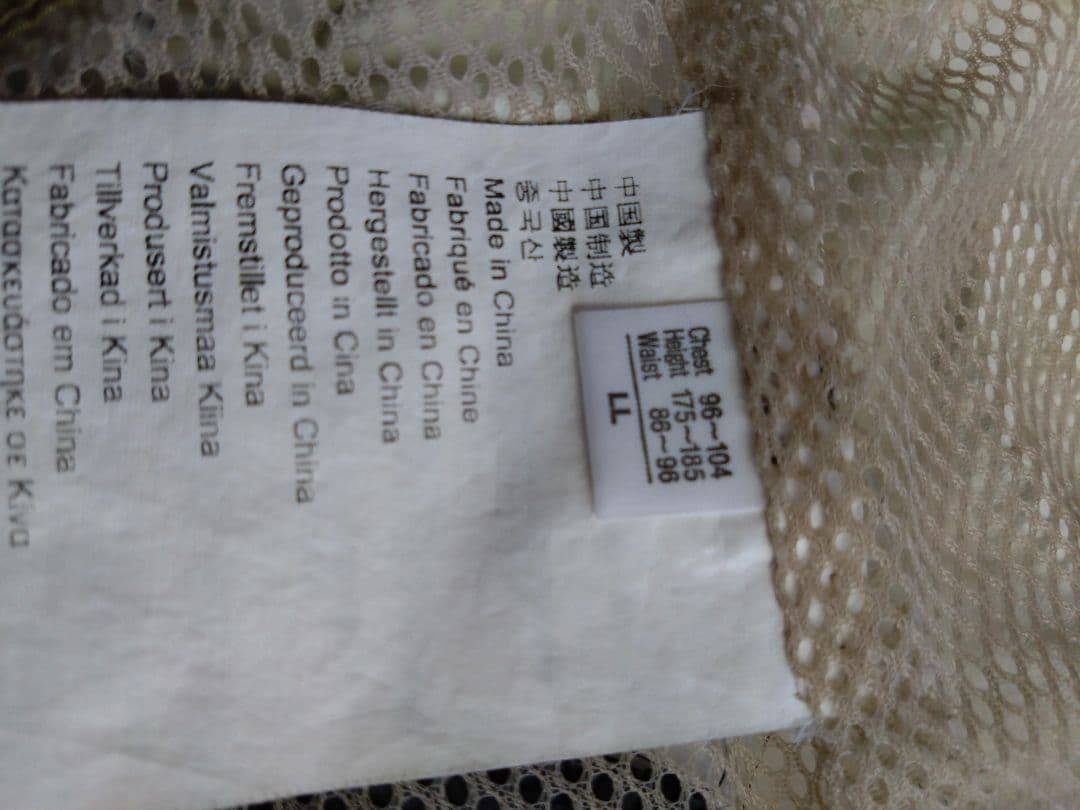 Chest 96~104
Height 175~185
Waist 86~96
LL
中国製
中国制造
中國製造
중국산
Made in China
Fabriqué en Chine
Fabricado en China
Hergestellt in China
Prodotto in Cina
Geproduceerd in China
Fremstillet i Kina
Valmistusmaa Kiina
Produsert i Kina
Tillverkad i Kina
Fabricado em China
Κατασκευάστηκε σε Κίνα